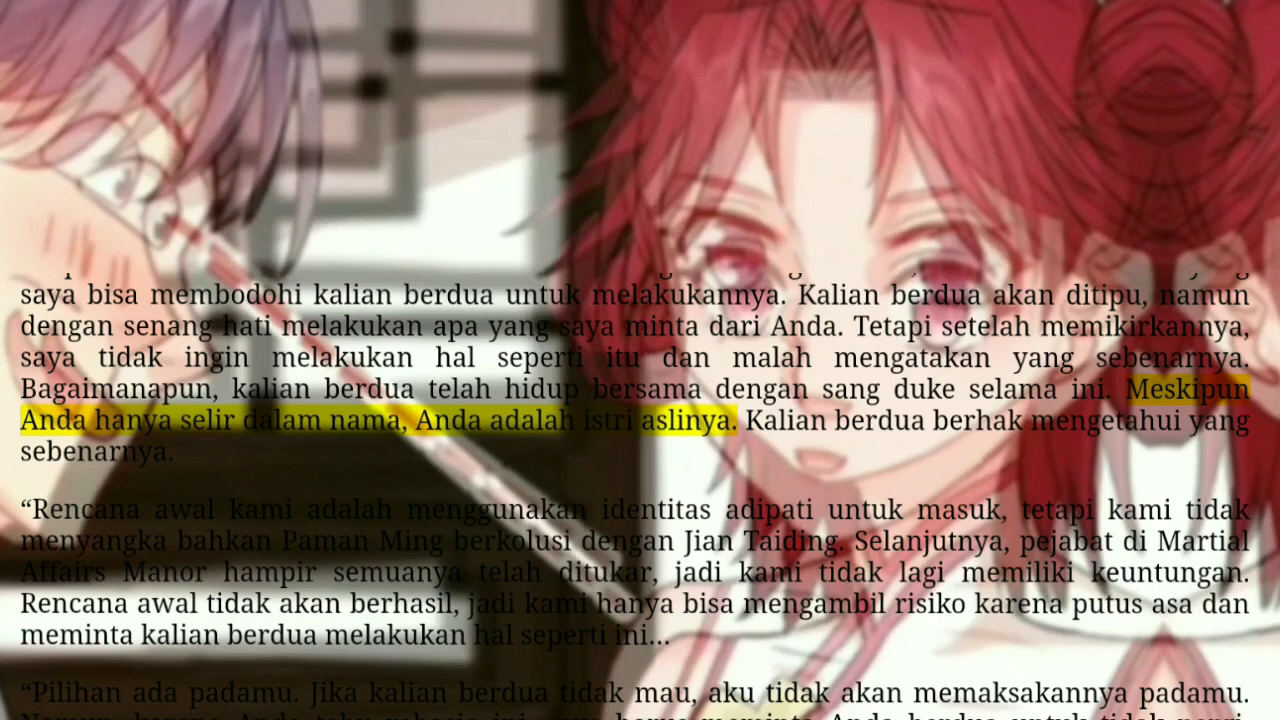 saya bisa membodohi kalian berdua untuk melakukannya. Kalian berdua akan ditipu, namun
dengan senang hati melakukan apa yang saya minta dari Anda. Tetapi setelah memikirkannya,
saya tidak ingin melakukan hal seperti itu dan malah mengatakan yang sebenarnya.
Bagaimanapun, kalian berdua telah hidup bersama dengan sang duke selama ini. Meskipun
Anda hanya selir dalam nama, Anda adalah istri aslinya. Kalian berdua berhak mengetahui yang
sebenarnya.
“Rencana awal kami adalah menggunakan identitas adipati untuk masuk, tetapi kami tidak
menyangka bahkan Paman Ming berkolusi dengan Jian Taiding. Selanjutnya, pejabat di Martial
Affairs Manor hampir semuanya telah ditukar, jadi kami tidak lagi memiliki keuntungan.
Rencana awal tidak akan berhasil, jadi kami hanya bisa mengambil risiko karena putus asa dan
meminta kalian berdua melakukan hal seperti ini…
“Pilihan ada padamu. Jika kalian berdua tidak mau, aku tidak akan memaksakannya padamu.